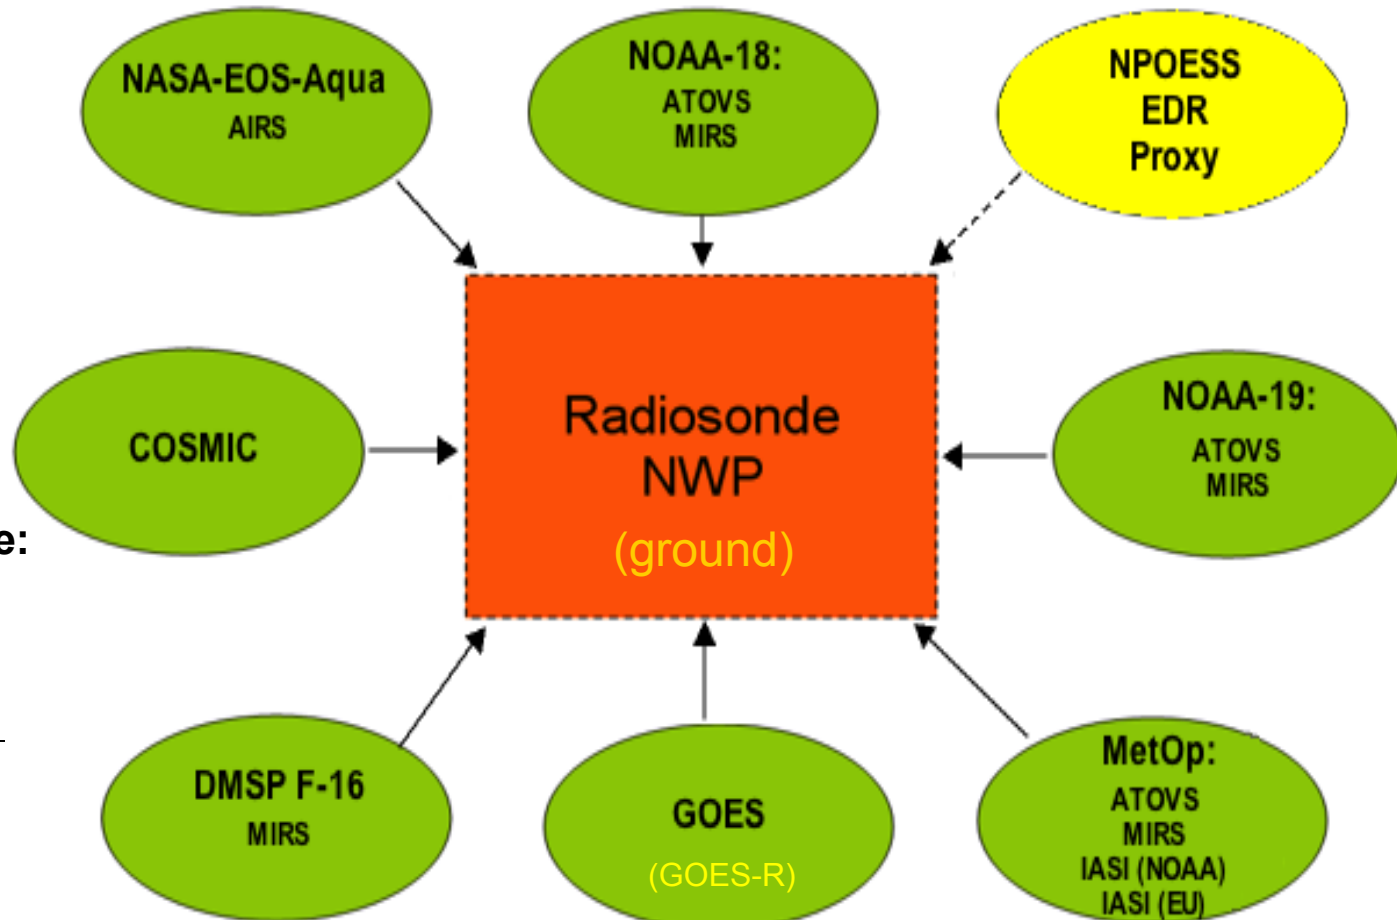 NASA-EOS-Aqua
AIRS
NOAA-18:
ATOVS
MIRS
NPOESS
EDR
Proxy
COSMIC
Radiosonde
NWP
(ground)
NOAA-19:
ATOVS
MIRS
e:
DMSP F-16
MIRS
GOES
(GOES-R)
MetOp:
ATOVS
MIRS
IASI (NOAA)
IASI (EU)